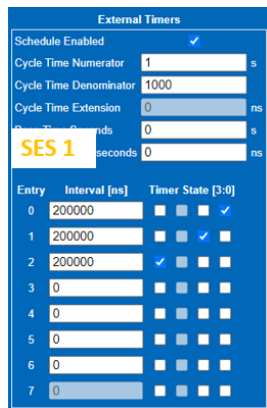 External Timers
Schedule Enabled
Cycle Time Numerator 1 s
Cycle Time Denominator 1000
Cycle Time Extension 0 ns
Seconds 0 s
SES 1
seconds 0 ns
Entry Interval [ns] Timer State [3:0]
0 200000
1 200000
2 200000
3 0
4 0
5 0
6 0
7 0